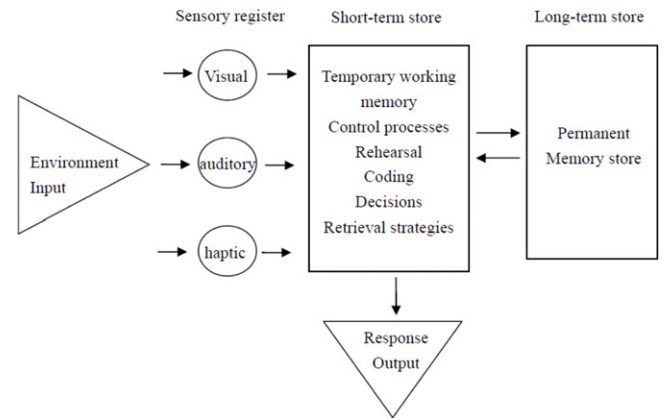 Sensory register
Short-term store
Long-term store
Visual
auditory
haptic
Environment
Input
Temporary working
memory
Control processes
Rehearsal
Coding
Decisions
Retrieval strategies
Permanent
Memory store
Response
Output